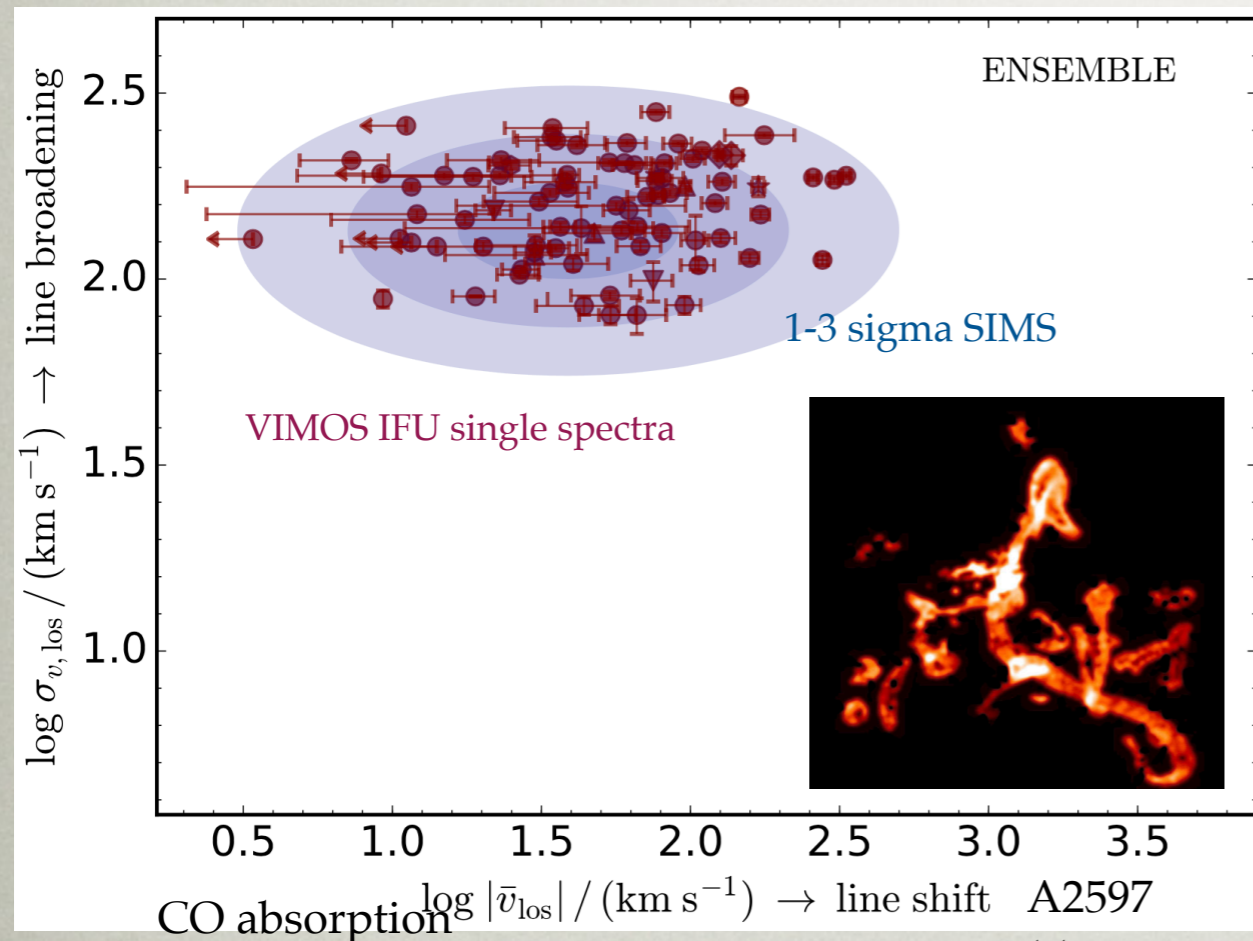 ENSEMBLE
2.5
2.0
1.5
1.0
log σ_{v,los} / (km s^{−1}) → line broadening
1-3 sigma SIMS
VIMOS IFU single spectra
0.5 1.0 1.5 2.0 2.5 3.0 3.5
log |v̄_{los}| / (km s^{−1}) → line shift A2597
CO absorption